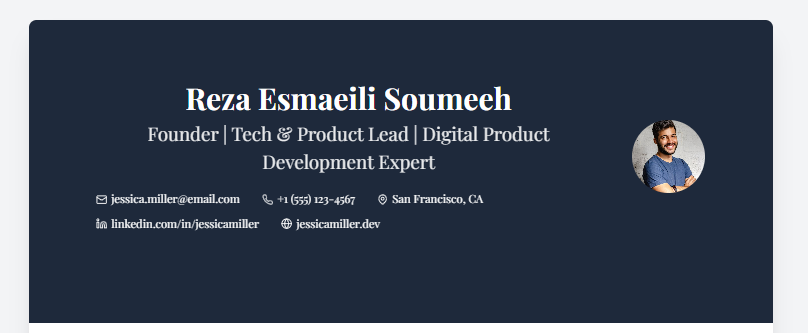 Reza Esmaeili Soumeeh
Founder | Tech & Product Lead | Digital Product
Development Expert
jessica.miller@email.com +1 (555) 123-4567 San Francisco, CA
linkedin.com/in/jessicamiller jessicamiller.dev